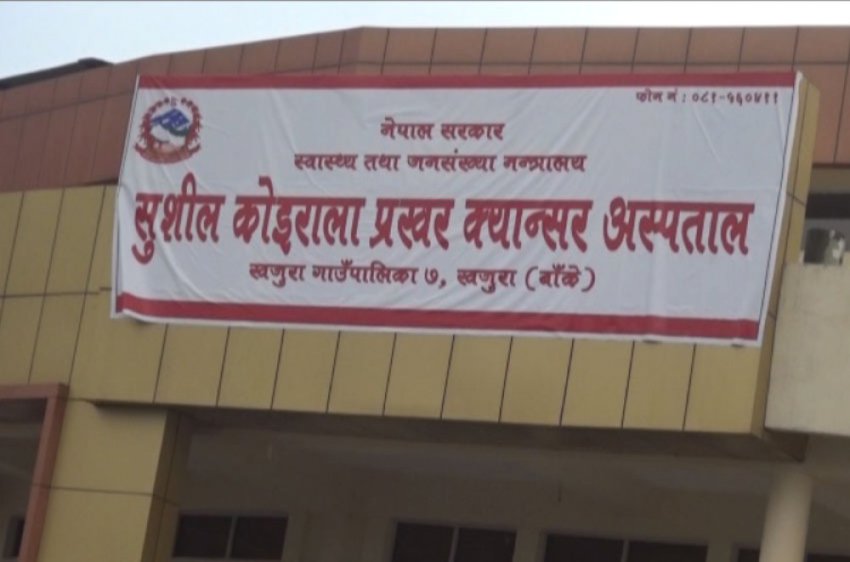 फोन नं : ०८१-५६०४११
नेपाल सरकार
स्वास्थ्य तथा जनसंख्या मन्त्रालय
सुशील कोइराला प्रखर क्यान्सर अस्पताल
खजुरा गाउँपालिका ७, खजुरा (बाँके)